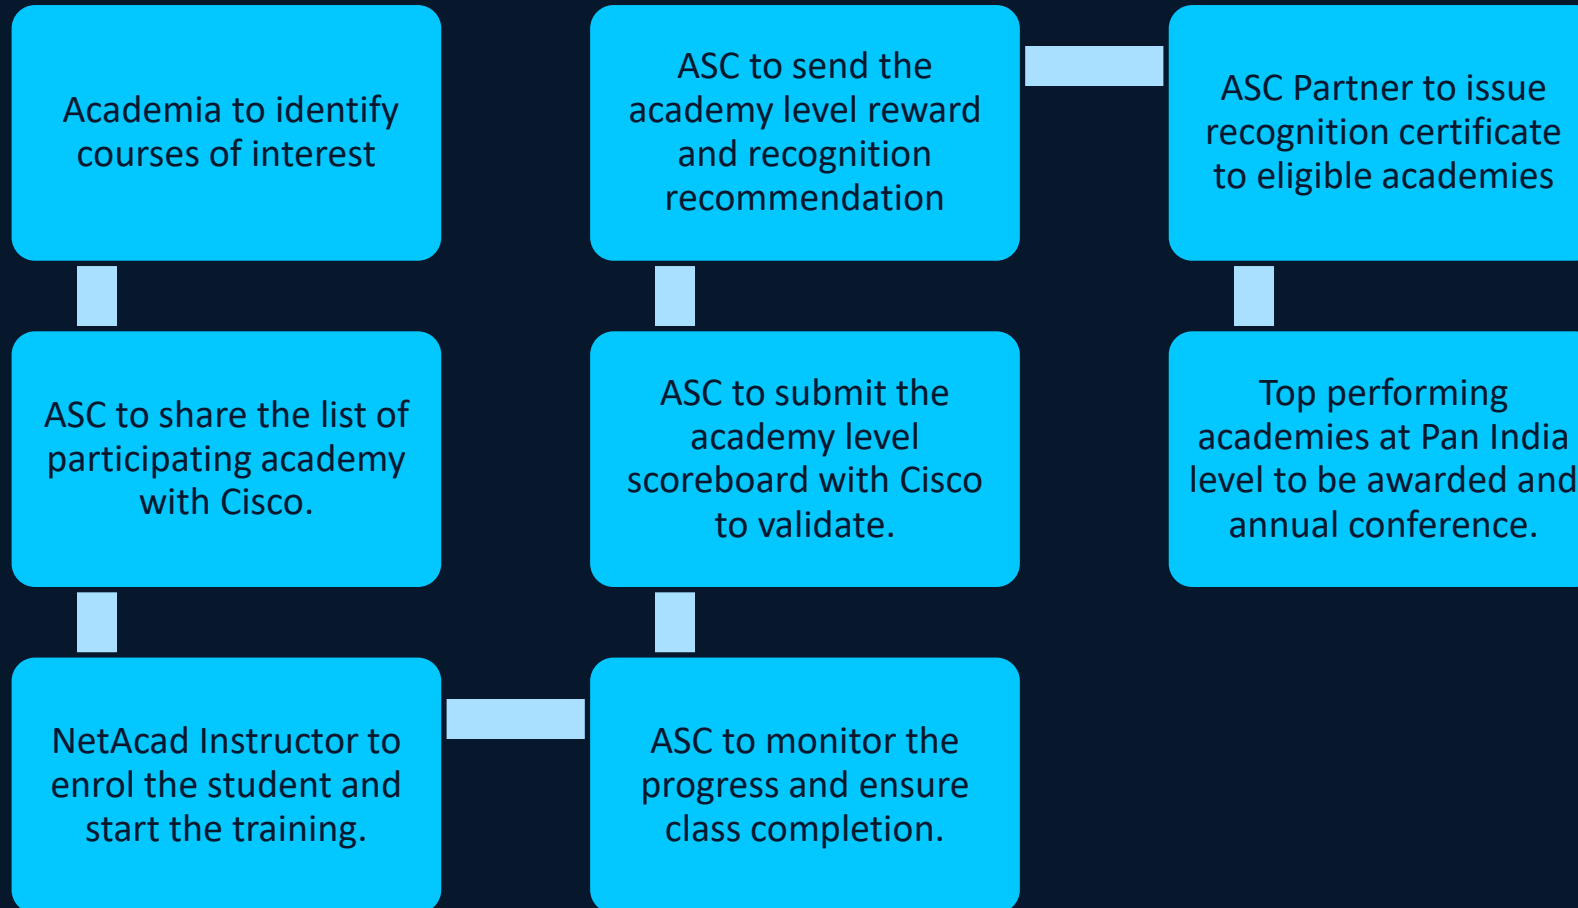 Academia to identify
courses of interest
ASC to share the list of
participating academy
with Cisco.
NetAcad Instructor to
enrol the student and
start the training.
ASC to monitor the
progress and ensure
class completion.
ASC to submit the
academy level
scoreboard with Cisco
to validate.
ASC to send the
academy level reward
and recognition
recommendation
ASC Partner to issue
recognition certificate
to eligible academies
Top performing
academies at Pan India
level to be awarded and
annual conference.